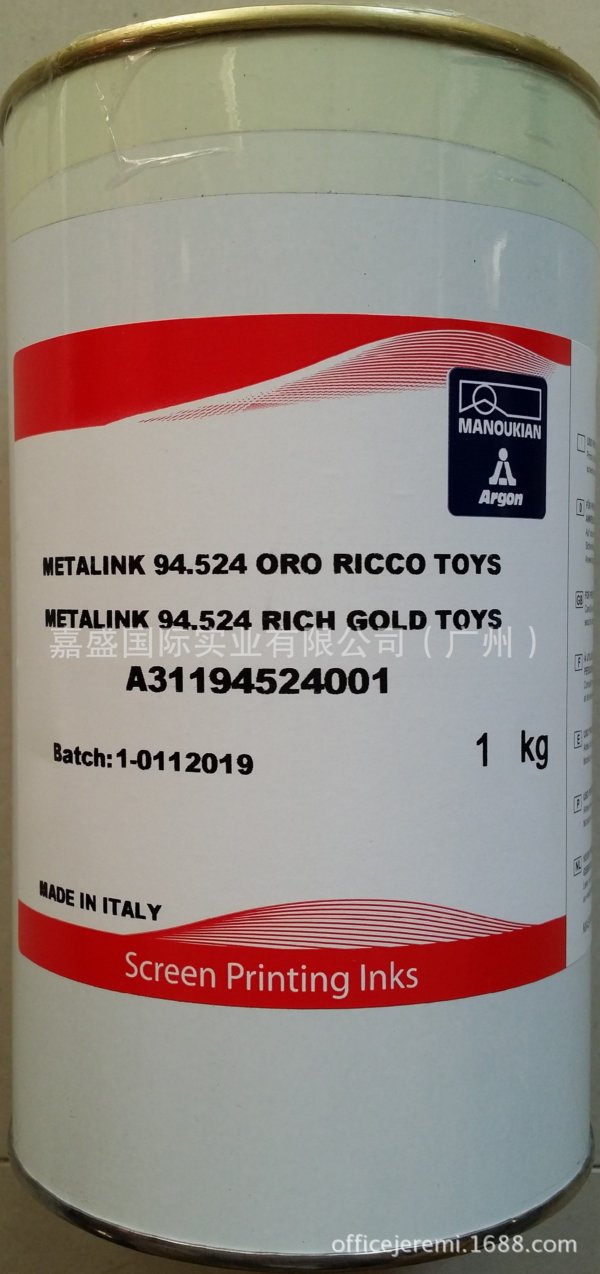 MANOUKIAN
Argon
METALINK 94.524 ORO RICCO TOYS
METALINK 94.524 RICH GOLD TOYS
嘉盛国际实业有限公司（广州）
A31194524001
Batch:1-0112019
1 kg
MADE IN ITALY
Screen Printing Inks
D
GB
F
E
P
NL
officejeremi.1688.com